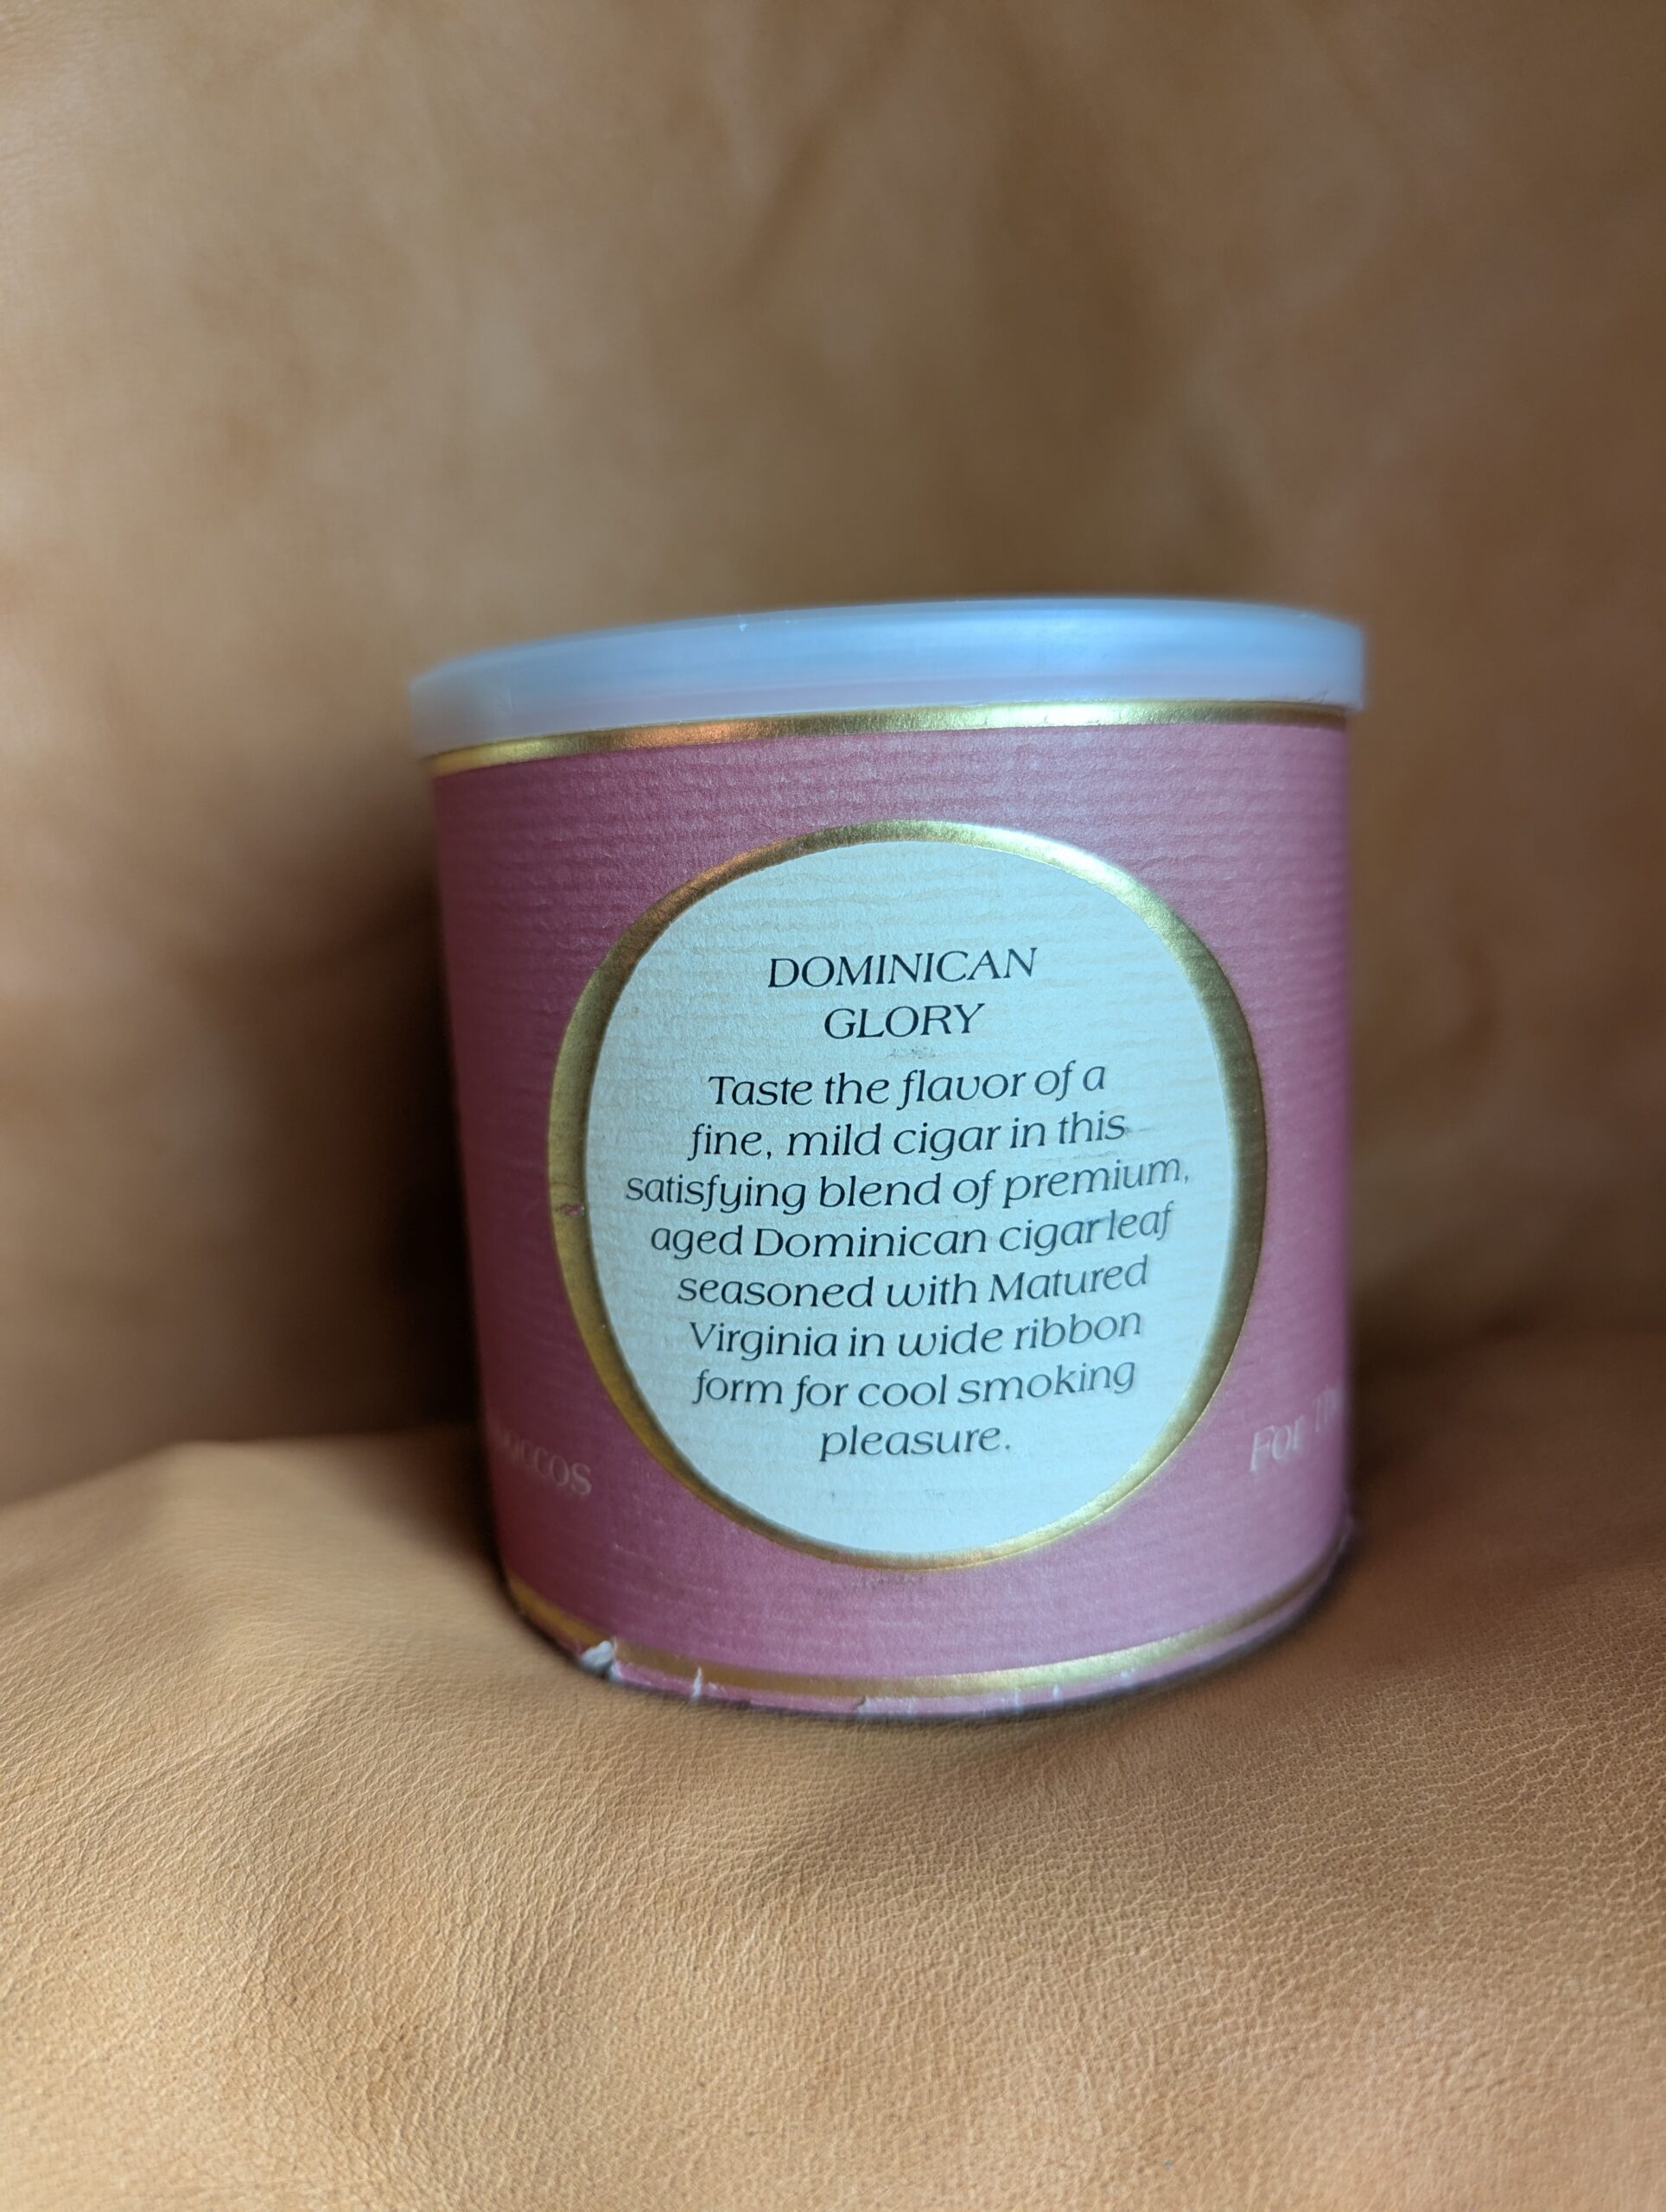 DOMINICAN
GLORY
Taste the flavor of a
fine, mild cigar in this
satisfying blend of premium,
aged Dominican cigar leaf
seasoned with Matured
Virginia in wide ribbon
form for cool smoking
pleasure.
For